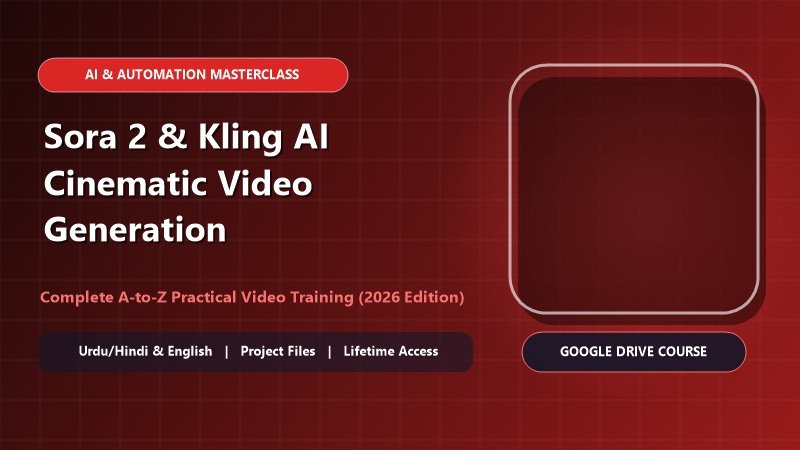 AI & AUTOMATION MASTERCLASS
Sora 2 & Kling AI
Cinematic Video
Generation
Complete A-to-Z Practical Video Training (2026 Edition)
Urdu/Hindi & English | Project Files | Lifetime Access
GOOGLE DRIVE COURSE